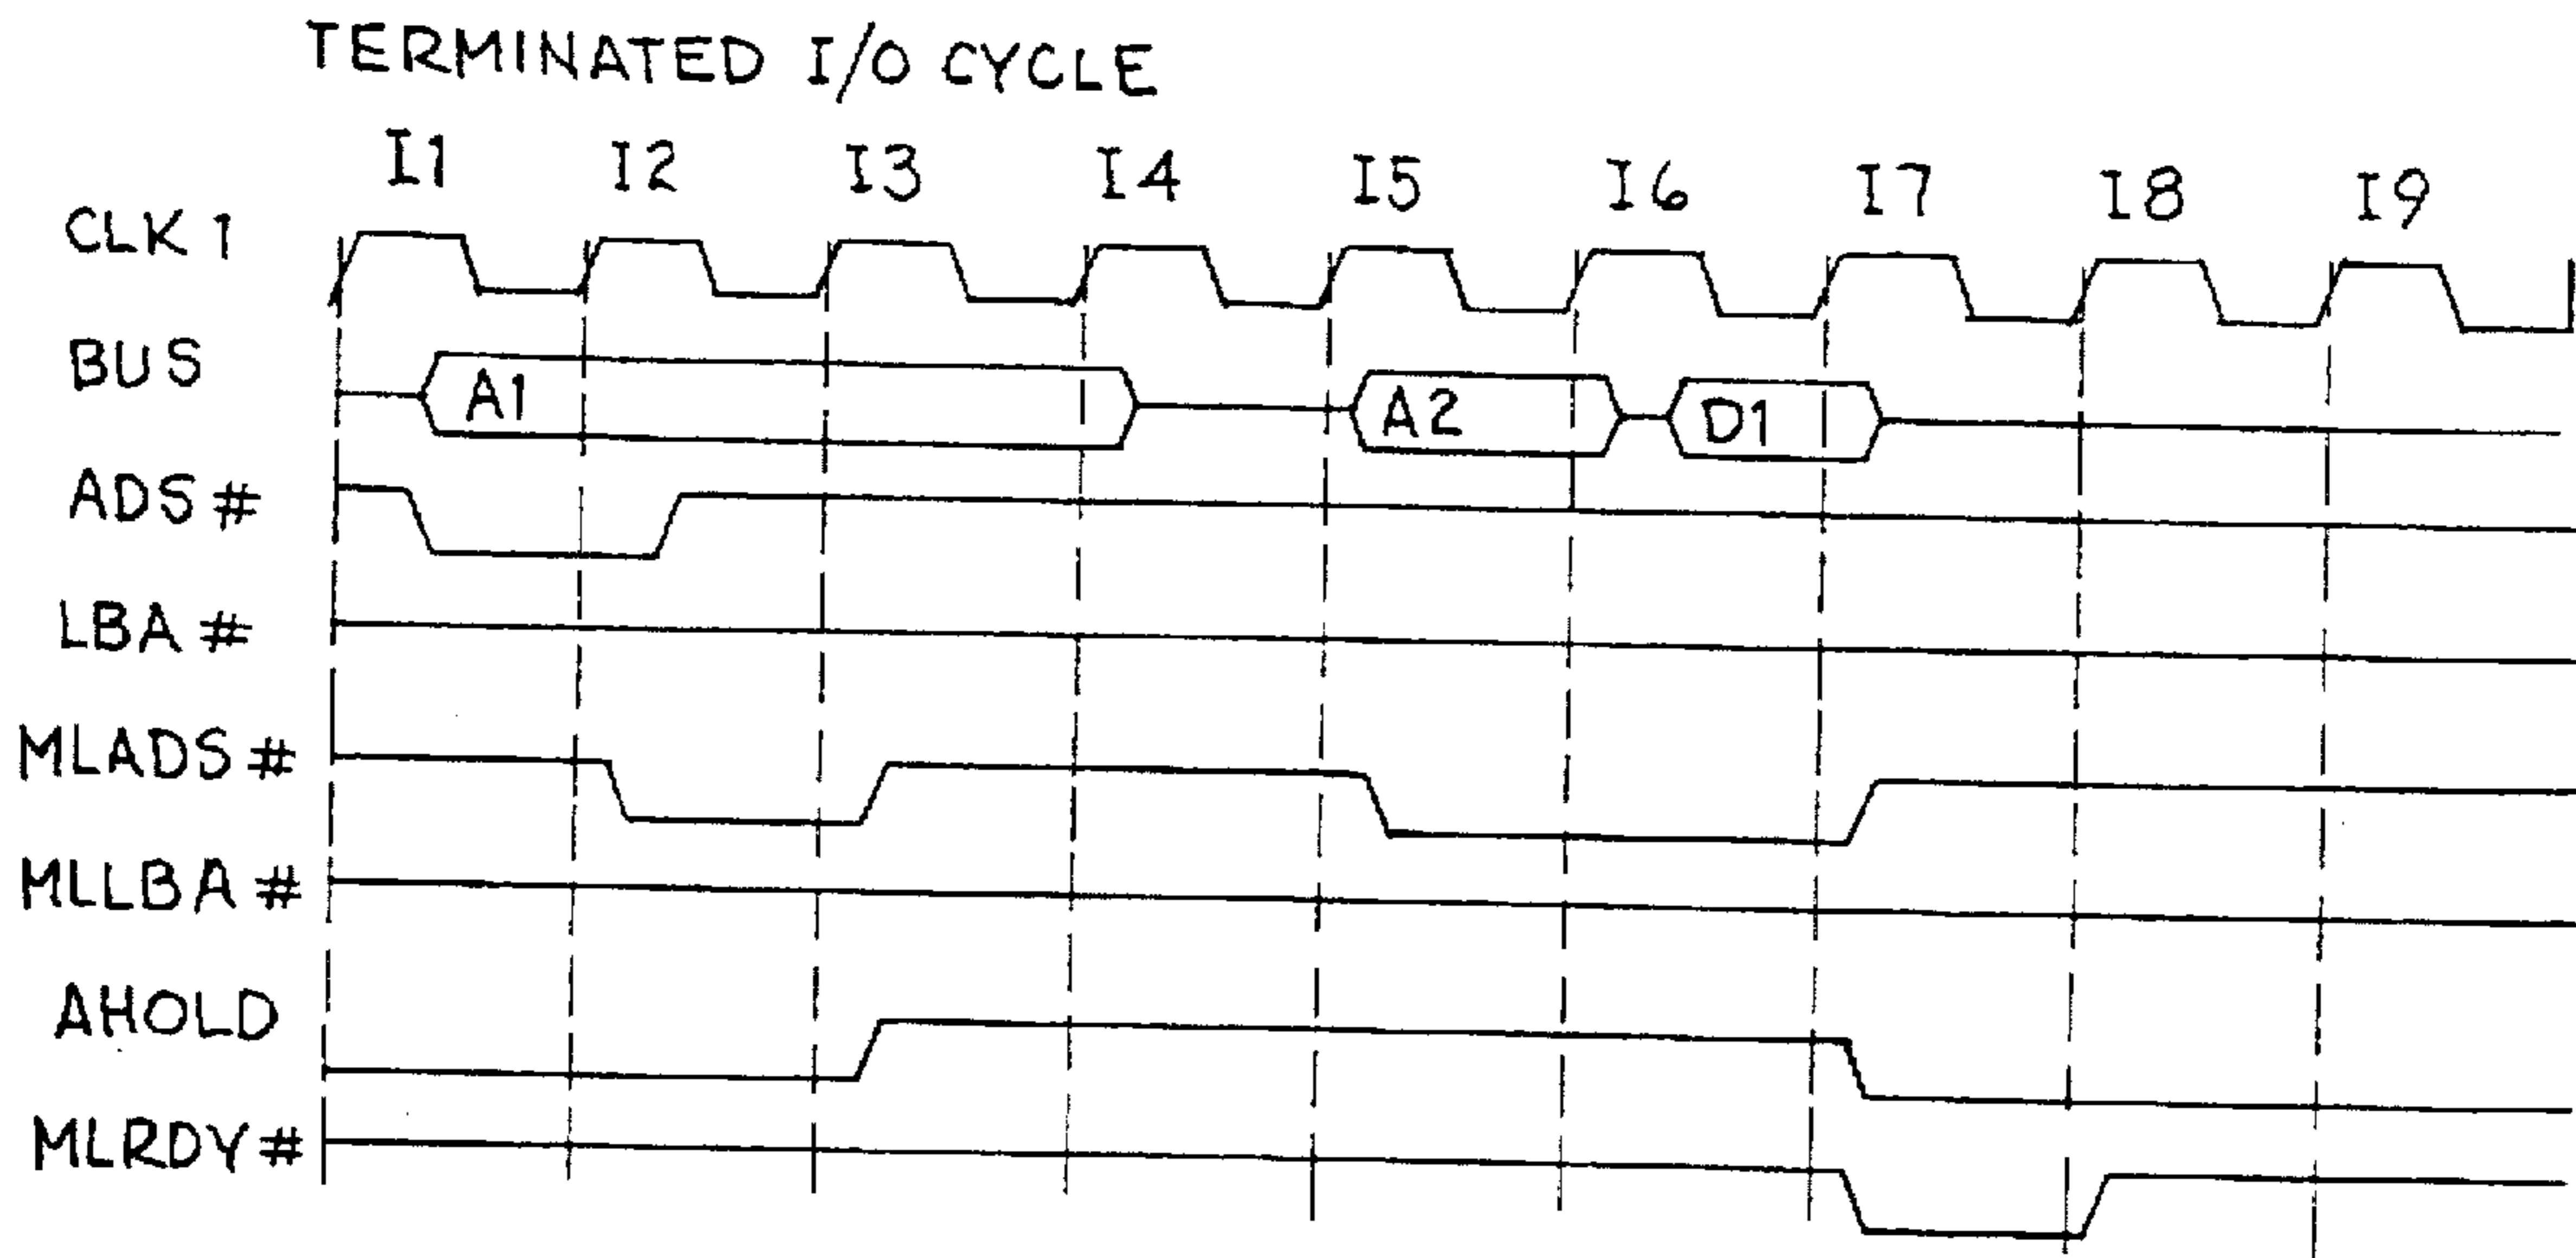 TERMINATED I/O CYCLE
I1 I2 I3 I4 I5 I6 I7 I8 I9
CLK 1
BUS A1 A2 D1
ADS #
LBA #
MLADS #
MLLBA #
AHOLD
MLRDY #